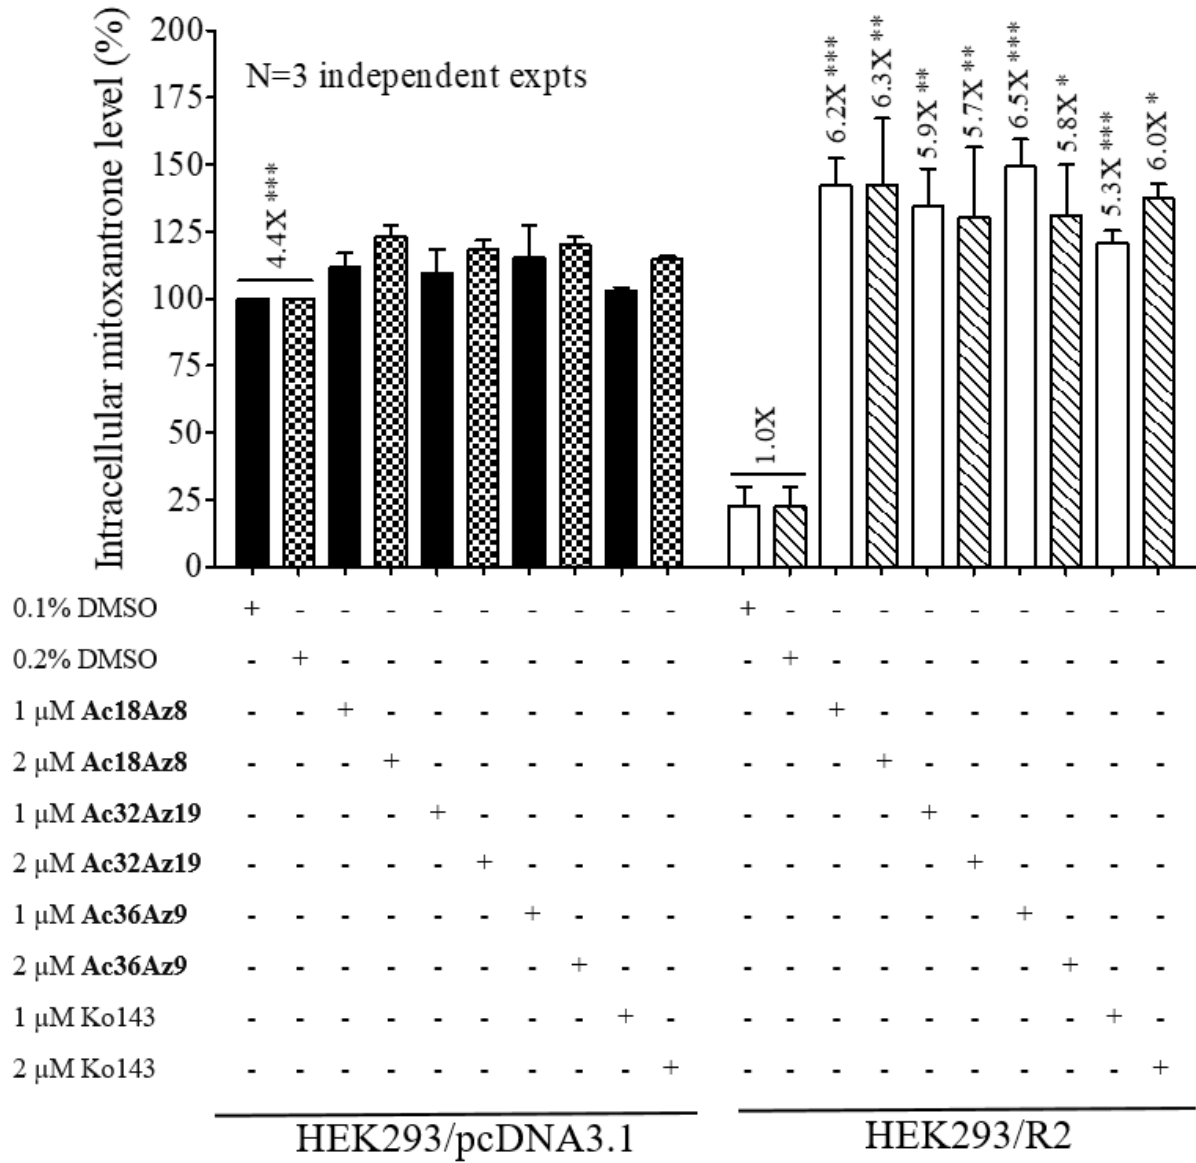 Intracellular mitoxantrone level (%)
200
175
150
125
100
75
50
25
0
N=3 independent expts
4.4X ***
1.0X
6.2X ***
6.3X **
5.9X **
5.7X **
6.5X ***
5.8X *
5.3X ***
6.0X *
0.1% DMSO + - - - - - - - - - + - - - - - - - - -
0.2% DMSO - + - - - - - - - - - + - - - - - - - -
1 µM Ac18Az8 - - + - - - - - - - - - + - - - - - - -
2 µM Ac18Az8 - - - + - - - - - - - - - + - - - - - -
1 µM Ac32Az19 - - - - + - - - - - - - - - + - - - - -
2 µM Ac32Az19 - - - - - + - - - - - - - - - + - - - -
1 µM Ac36Az9 - - - - - - + - - - - - - - - - + - - -
2 µM Ac36Az9 - - - - - - - + - - - - - - - - - + - -
1 µM Ko143 - - - - - - - - + - - - - - - - - - + -
2 µM Ko143 - - - - - - - - - + - - - - - - - - - +
HEK293/pcDNA3.1
HEK293/R2